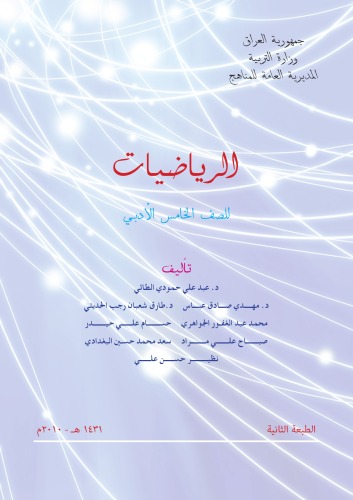 جمهورية العراق
وزارة التربية
المديرية العامة للمناهج
الرياضيات
للصف الخامس الأدبي
تأليف
د. عبد علي حمودي الطائي
د. مهدي صادق عباس د. طارق شعبان رجب الحديثي
محمد عبد الغفور الجواهري حسام علي حيدر
صباح علي مراد سعد محمد حسين البغدادي
نظير حسن علي
الطبعة الثانية ١٤٣١ هـ - ٢٠١٠م